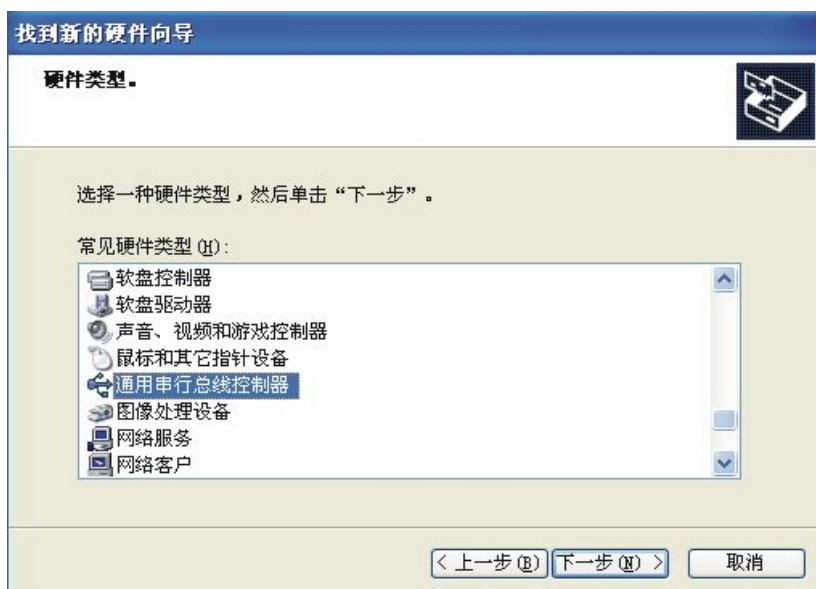 找到新的硬件向导
硬件类型。
选择一种硬件类型，然后单击“下一步”。
常见硬件类型(H):
软盘控制器
软盘驱动器
声音、视频和游戏控制器
鼠标和其它指针设备
通用串行总线控制器
图像处理设备
网络服务
网络客户
< 上一步(B) 下一步(N) > 取消